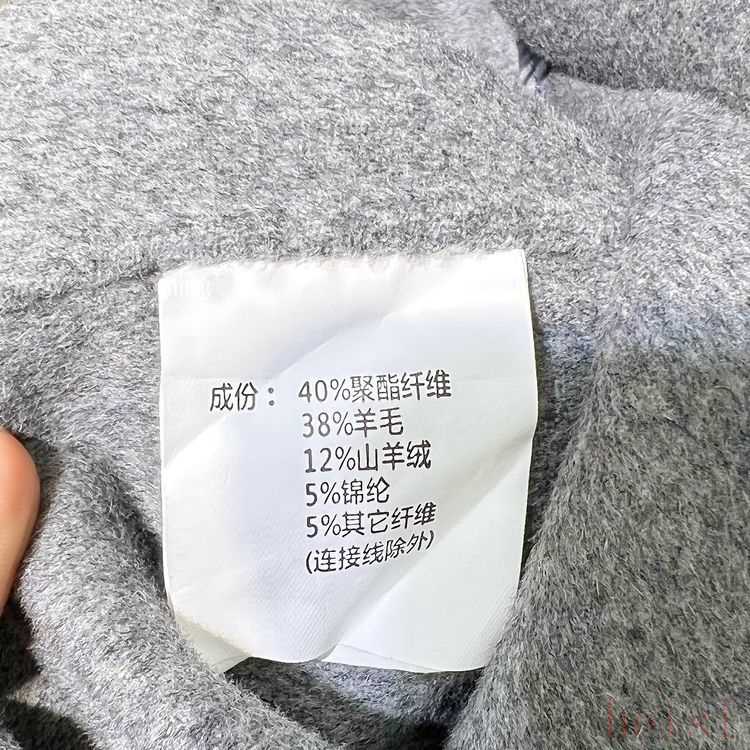 成份： 40%聚酯纤维
38%羊毛
12%山羊绒
5%锦纶
5%其它纤维
(连接线除外)